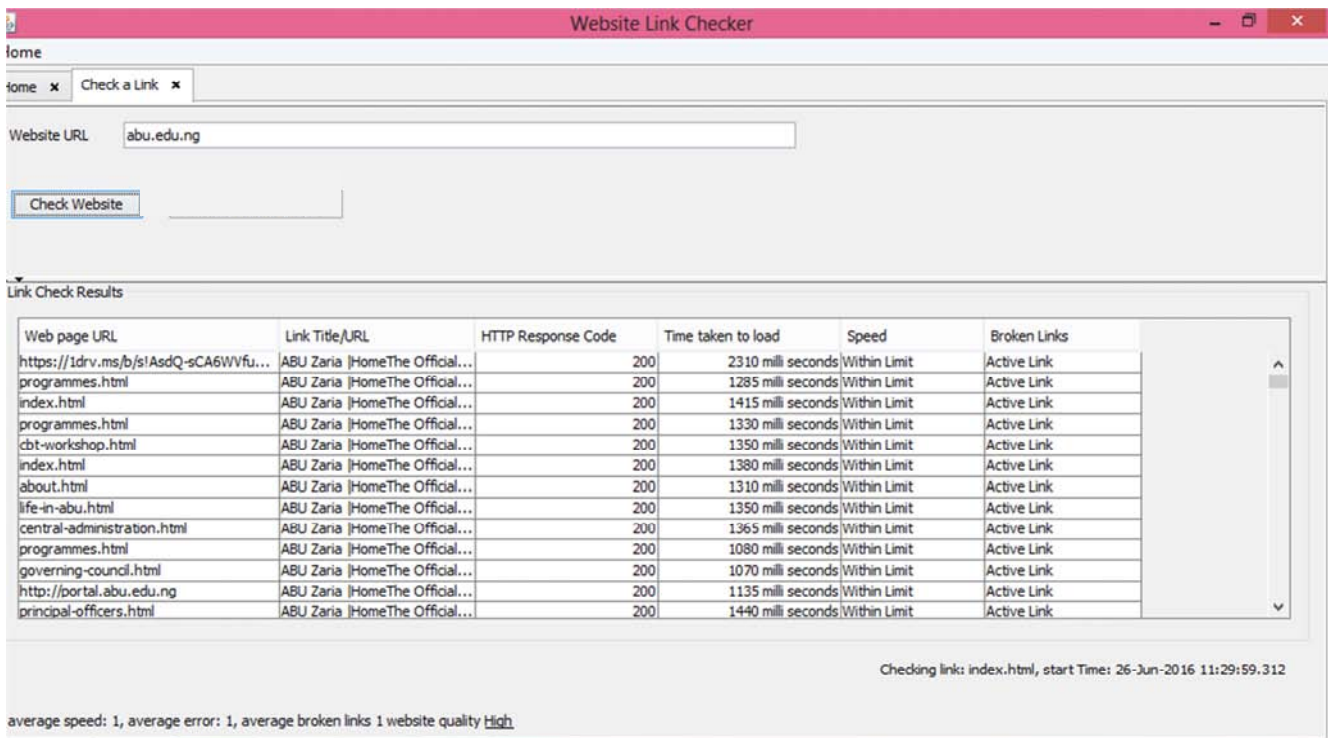 Website Link Checker
Home
Home × Check a Link ×
Website URL abu.edu.ng
Check Website
Link Check Results
Web page URL Link Title/URL HTTP Response Code Time taken to load Speed Broken Links
https://1drv.ms/b/s!AsdQ-sCA6WVfu... ABU Zaria |HomeThe Official... 200 2310 milli seconds Within Limit Active Link
programmes.html ABU Zaria |HomeThe Official... 200 1285 milli seconds Within Limit Active Link
index.html ABU Zaria |HomeThe Official... 200 1415 milli seconds Within Limit Active Link
programmes.html ABU Zaria |HomeThe Official... 200 1330 milli seconds Within Limit Active Link
cbt-workshop.html ABU Zaria |HomeThe Official... 200 1350 milli seconds Within Limit Active Link
index.html ABU Zaria |HomeThe Official... 200 1380 milli seconds Within Limit Active Link
about.html ABU Zaria |HomeThe Official... 200 1310 milli seconds Within Limit Active Link
life-in-abu.html ABU Zaria |HomeThe Official... 200 1350 milli seconds Within Limit Active Link
central-administration.html ABU Zaria |HomeThe Official... 200 1365 milli seconds Within Limit Active Link
programmes.html ABU Zaria |HomeThe Official... 200 1080 milli seconds Within Limit Active Link
governing-council.html ABU Zaria |HomeThe Official... 200 1070 milli seconds Within Limit Active Link
http://portal.abu.edu.ng ABU Zaria |HomeThe Official... 200 1135 milli seconds Within Limit Active Link
principal-officers.html ABU Zaria |HomeThe Official... 200 1440 milli seconds Within Limit Active Link
Checking link: index.html, start Time: 26-Jun-2016 11:29:59.312
average speed: 1, average error: 1, average broken links 1 website quality High